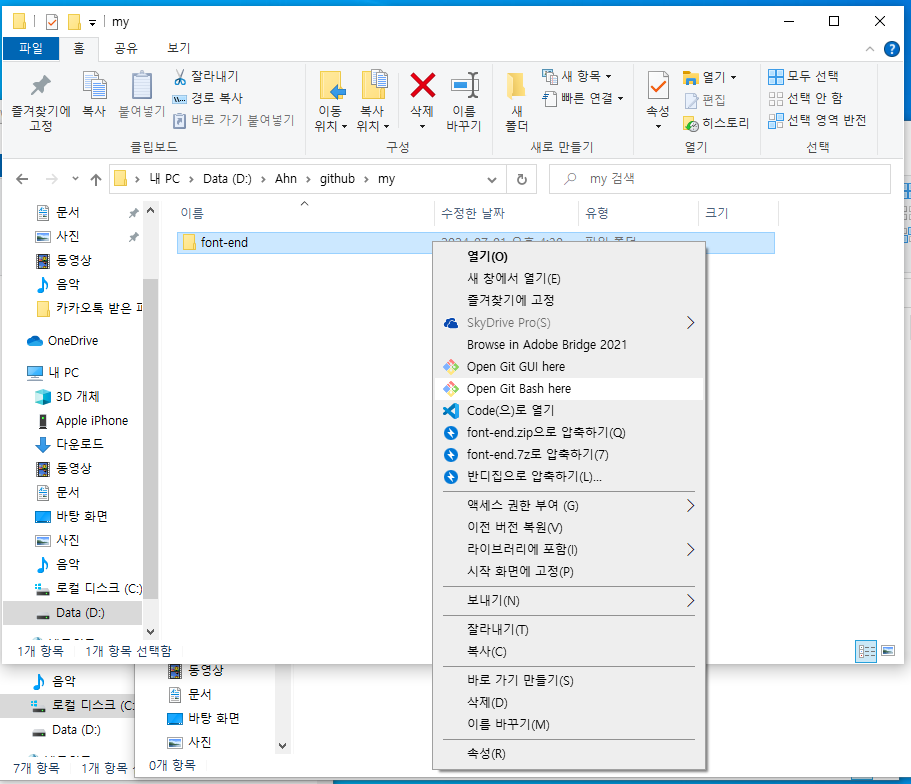 my
파일 홈 공유 보기
즐겨찾기에 고정
복사
붙여넣기
잘라내기
경로 복사
바로 가기 붙여넣기
클립보드
이동 위치
복사 위치
삭제
이름 바꾸기
구성
새 폴더
새 항목
빠른 연결
새로 만들기
속성
열기
편집
히스토리
열기
모두 선택
선택 안 함
선택 영역 반전
선택
내 PC > Data (D:) > Ahn > github > my
my 검색
이름 수정한 날짜 유형 크기
font-end
문서
사진
동영상
음악
카카오톡 받은 파
OneDrive
내 PC
3D 개체
Apple iPhone
다운로드
동영상
문서
바탕 화면
사진
음악
로컬 디스크 (C:)
Data (D:)
1개 항목 1개 항목 선택함
열기(O)
새 창에서 열기(E)
즐겨찾기에 고정
SkyDrive Pro(S)
Browse in Adobe Bridge 2021
Open Git GUI here
Open Git Bash here
Code(으)로 열기
font-end.zip으로 압축하기(Q)
font-end.7z로 압축하기(7)
반디집으로 압축하기(L)...
액세스 권한 부여 (G)
이전 버전 복원(V)
라이브러리에 포함(I)
시작 화면에 고정(P)
보내기(N)
잘라내기(T)
복사(C)
바로 가기 만들기(S)
삭제(D)
이름 바꾸기(M)
속성(R)
음악
로컬 디스크 (C:
Data (D:)
7개 항목 1개 항목
동영상
문서
바탕 화면
사진
0개 항목